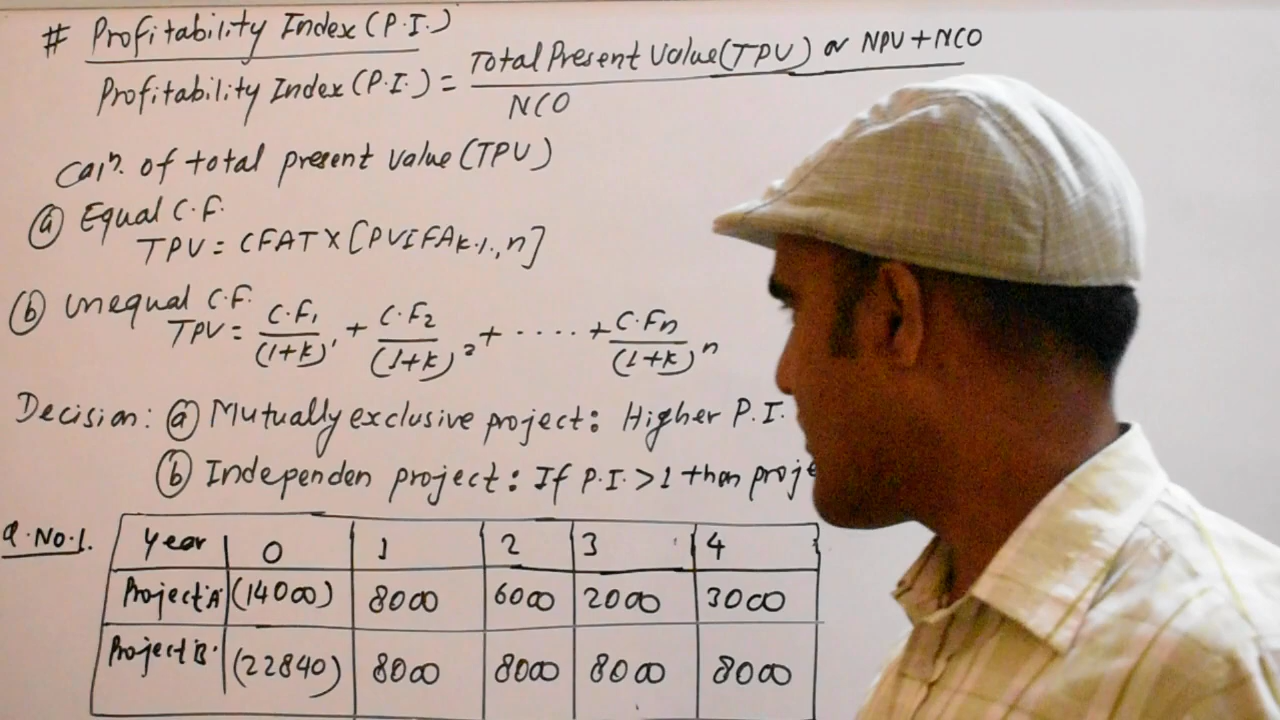 # Profitability Index (P.I.)
Profitability Index (P.I.) = Total Present Value (TPV) or NPV + NCO
NCO
Calⁿ. of total present value (TPV)
(a) Equal C.F.
TPV = CFAT X [PVIFAk%, n]
(b) Unequal C.F.
TPV = C.F₁/(1+k)¹ + C.F₂/(1+k)² + ..... + C.Fn/(1+k)ⁿ
Decision: (a) Mutually exclusive project: Higher P.I.
(b) Independen project: If P.I. > 1 then proje
Q.No.1.
Year 0 1 2 3 4
Project 'A' (14000) 8000 6000 2000 3000
Project 'B' (22840) 8000 8000 8000 8000